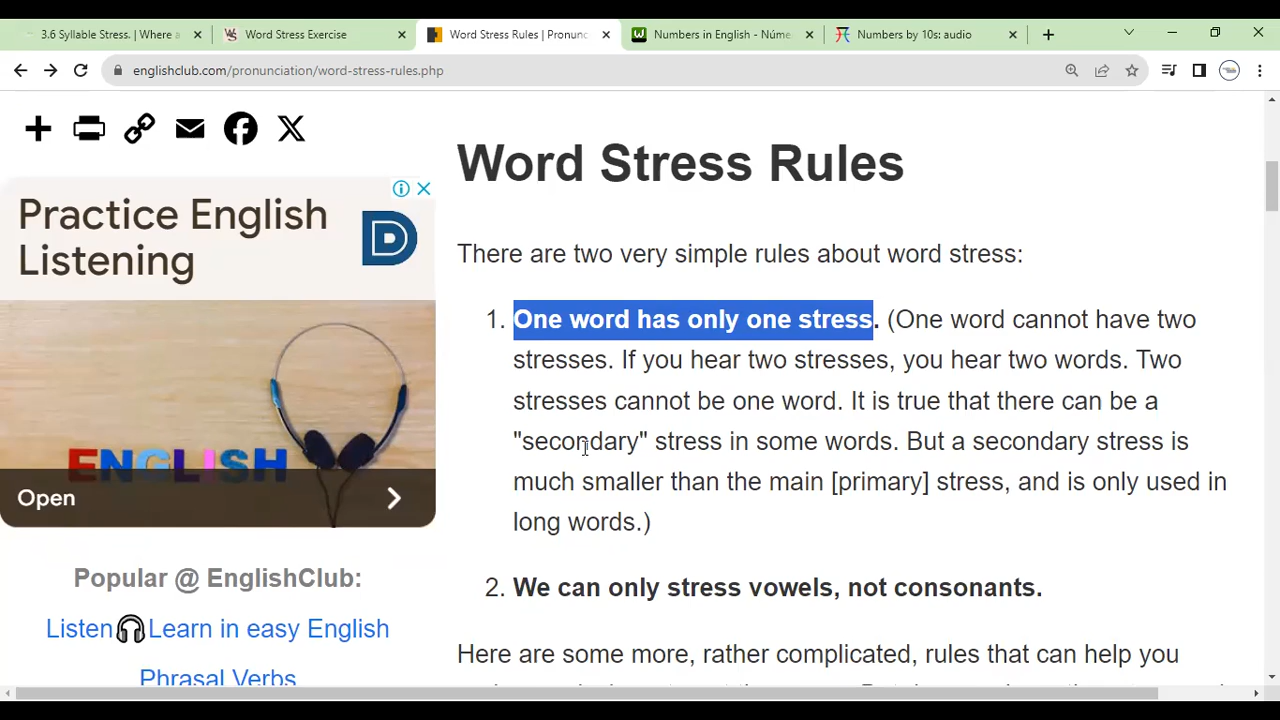 3.6 Syllable Stress. | Where a
Word Stress Exercise
Word Stress Rules | Pronunc
Numbers in English - Núme
Numbers by 10s: audio
englishclub.com/pronunciation/word-stress-rules.php
Word Stress Rules
Practice English
Listening
ENGLISH
Open
There are two very simple rules about word stress:
1. One word has only one stress. (One word cannot have two
stresses. If you hear two stresses, you hear two words. Two
stresses cannot be one word. It is true that there can be a
"secondary" stress in some words. But a secondary stress is
much smaller than the main [primary] stress, and is only used in
long words.)
2. We can only stress vowels, not consonants.
Here are some more, rather complicated, rules that can help you
Popular @ EnglishClub:
Listen Learn in easy English
Phrasal Verbs